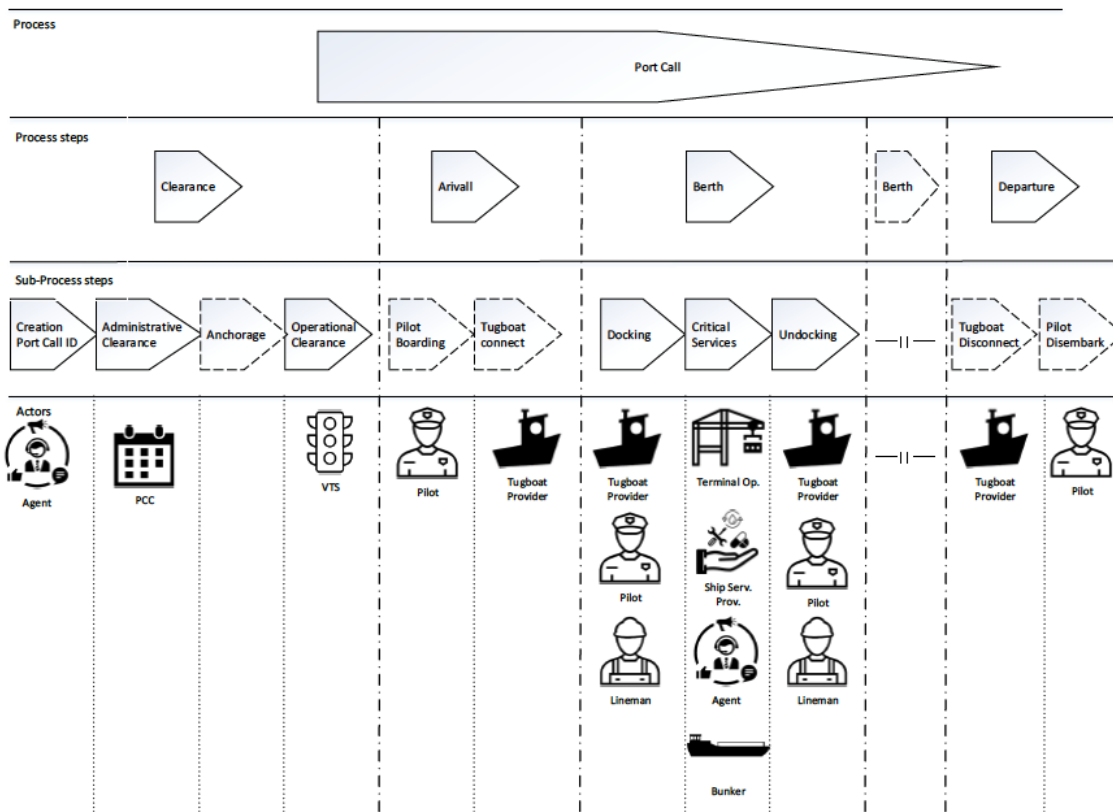 Process
Port Call
Process steps
Clearance
Arivall
Berth
Berth
Departure
Sub-Process steps
Creation
Port Call ID
Administrative
Clearance
Anchorage
Operational
Clearance
Pilot
Boarding
Tugboat
connect
Docking
Critical
Services
Undocking
Tugboat
Disconnect
Pilot
Disembark
Actors
Agent
PCC
VTS
Pilot
Tugboat
Provider
Tugboat
Provider
Terminal Op.
Tugboat
Provider
Tugboat
Provider
Pilot
Pilot
Ship Serv.
Prov.
Pilot
Lineman
Agent
Lineman
Bunker